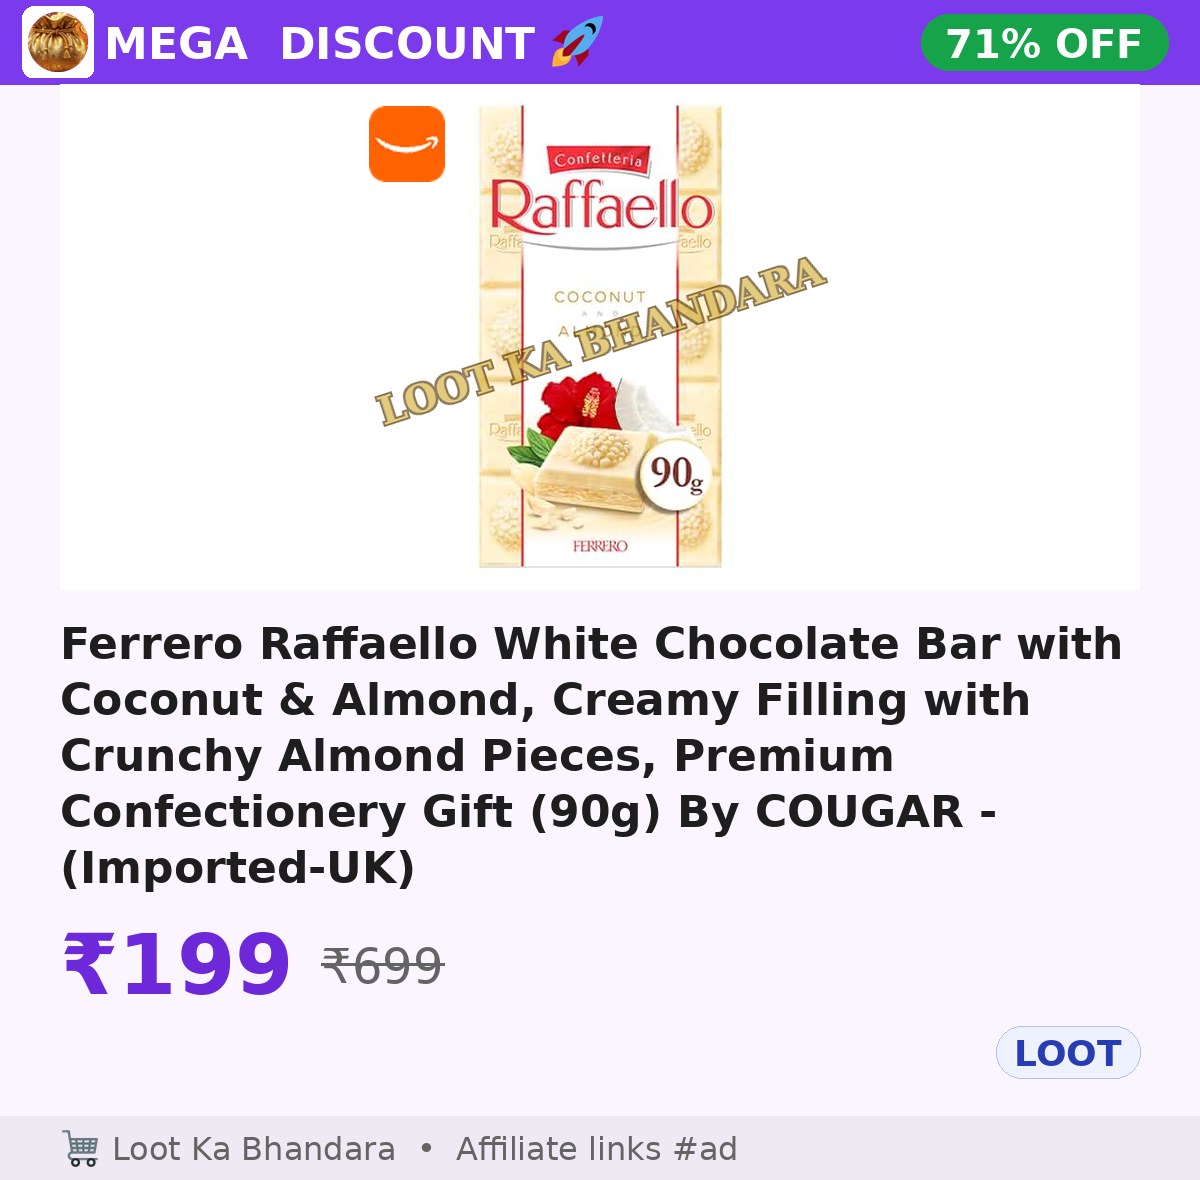 MEGA DISCOUNT
71% OFF
Confetteria
Raffaello
COCONUT
AND
LOOT KA BHANDARA
90g
FERRERO
Ferrero Raffaello White Chocolate Bar with
Coconut & Almond, Creamy Filling with
Crunchy Almond Pieces, Premium
Confectionery Gift (90g) By COUGAR -
(Imported-UK)
₹199 ₹699
LOOT
Loot Ka Bhandara • Affiliate links #ad